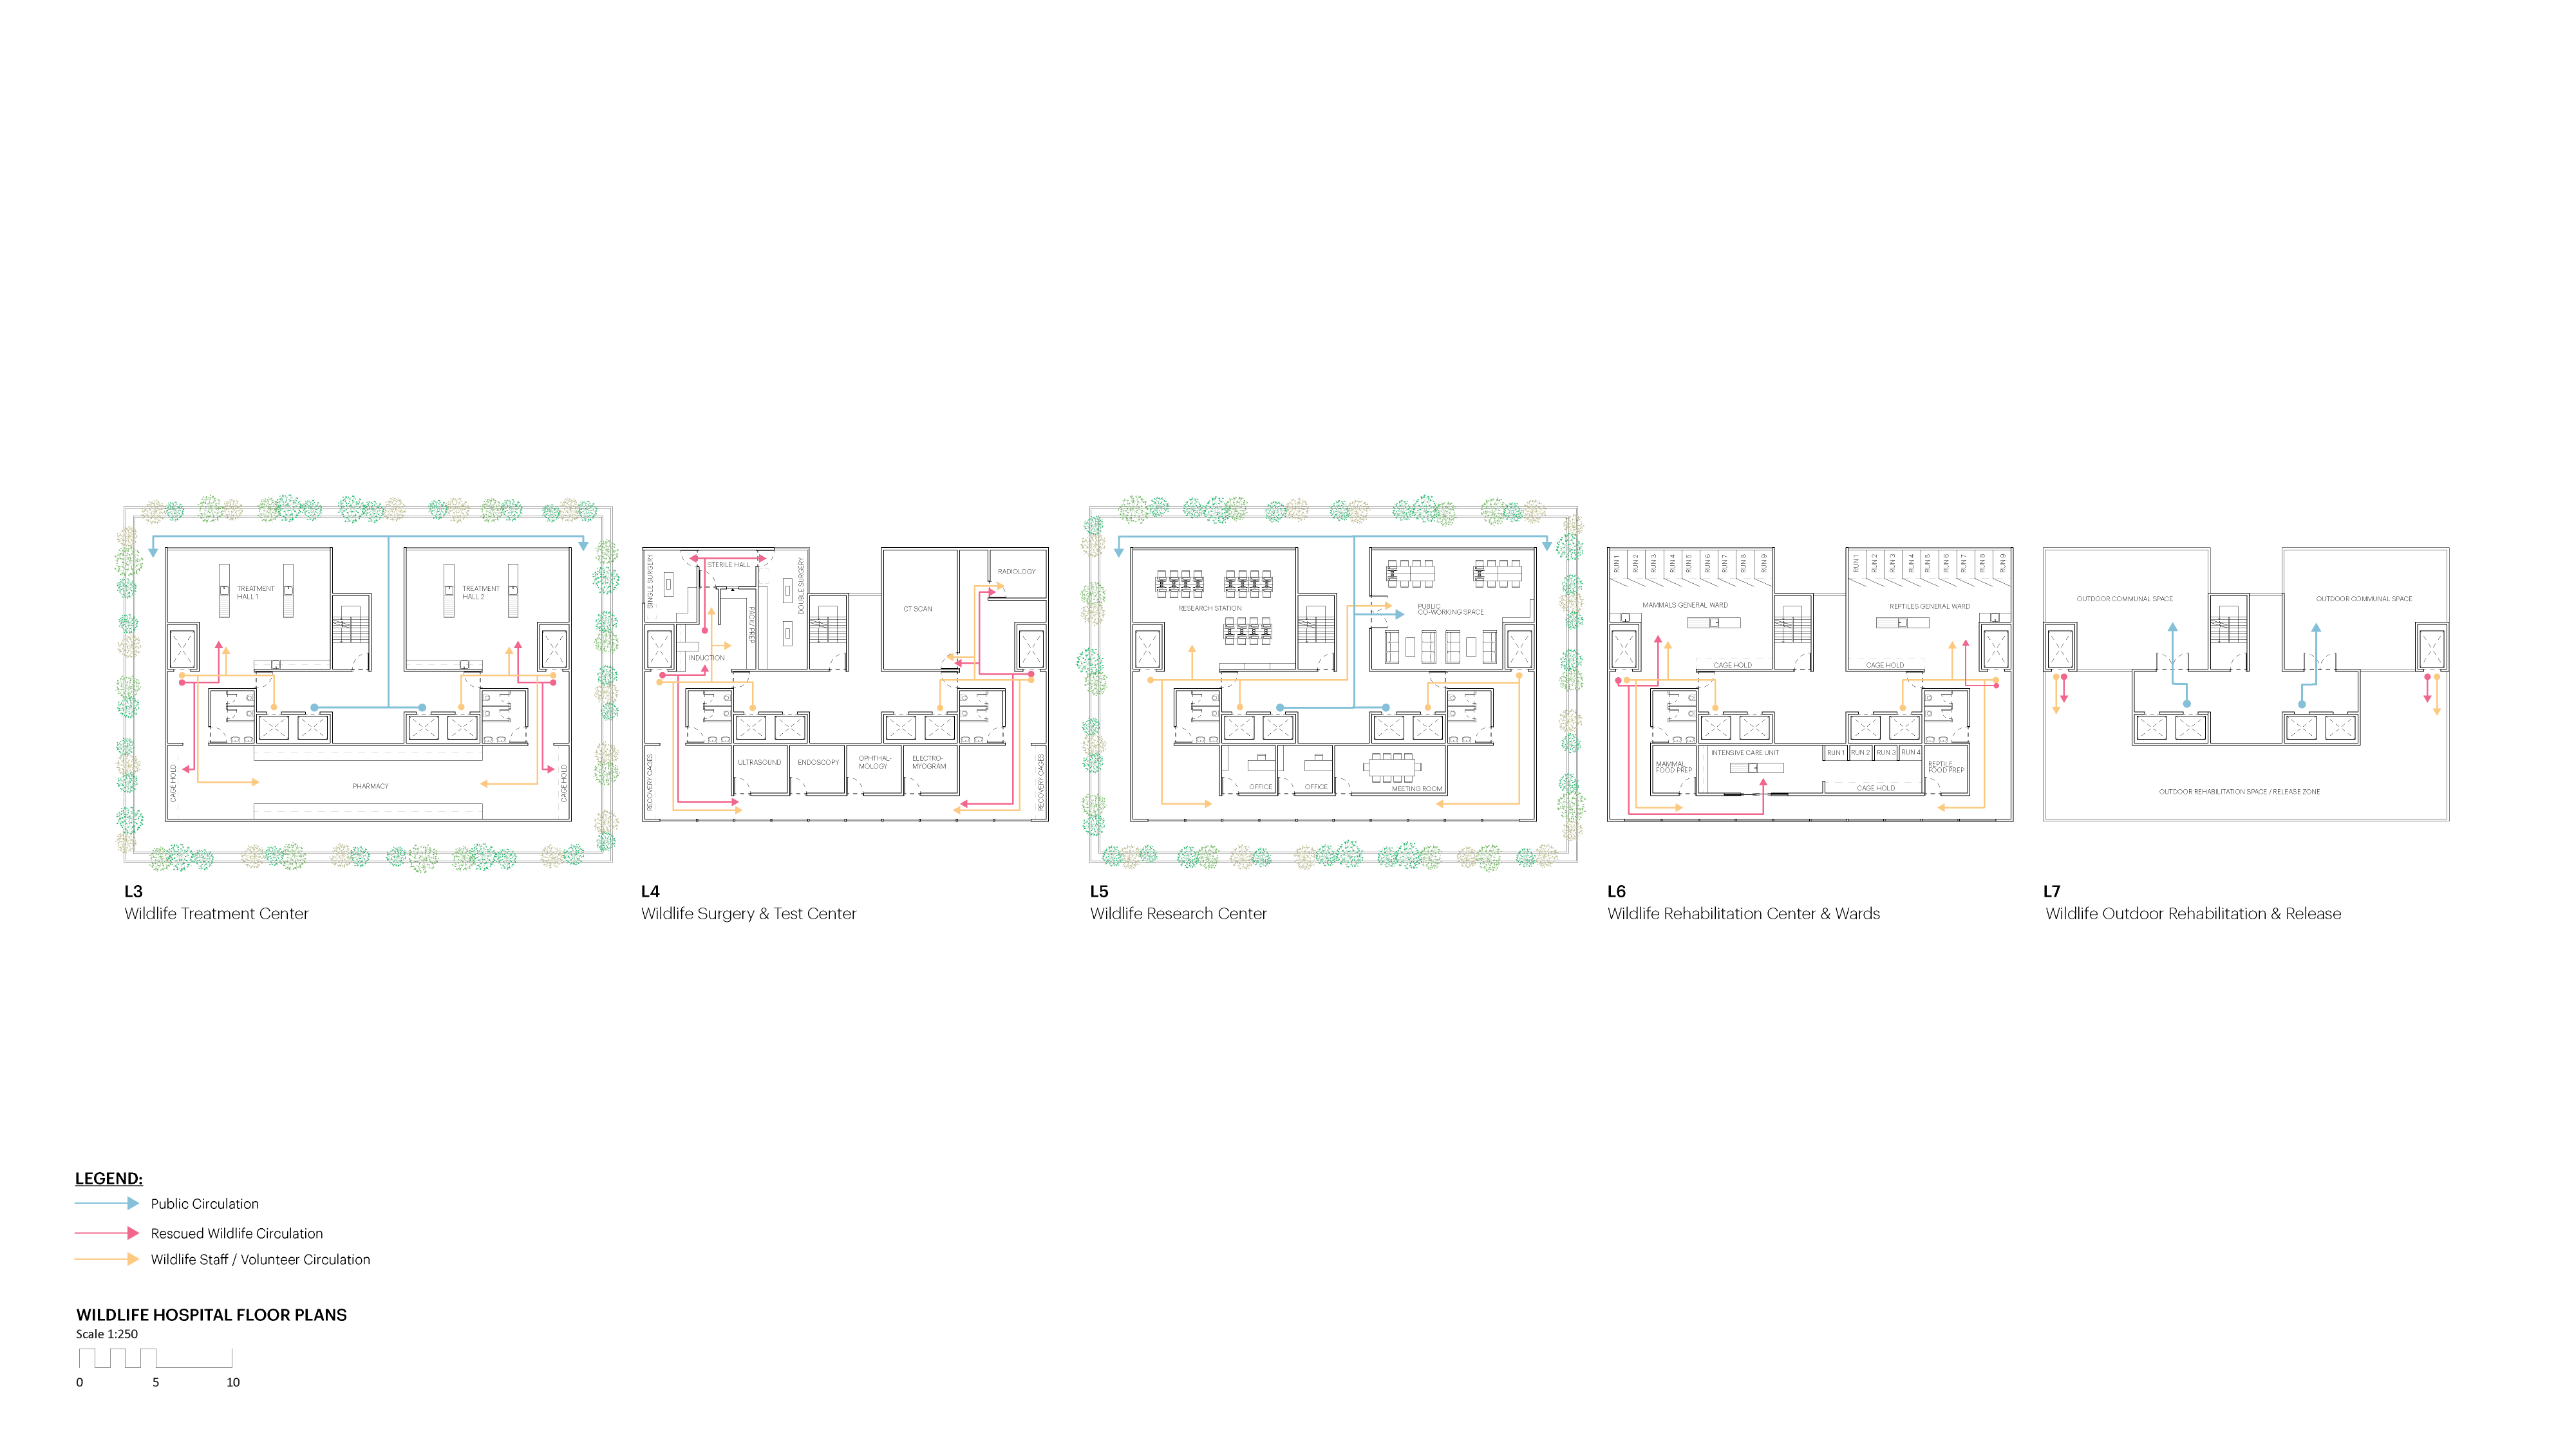 TREATMENT
HALL 1
TREATMENT
HALL 2
CAGE HOLD
PHARMACY
CAGE HOLD
L3
Wildlife Treatment Center
SINGLE SURGERY
STERILE HALL
DOUBLE SURGERY
PACK / PREP
INDUCTION
CT SCAN
RADIOLOGY
RECOVERY CAGES
ULTRASOUND
ENDOSCOPY
OPHTHAL-
MOLOGY
ELECTRO-
MYOGRAM
RECOVERY CAGES
L4
Wildlife Surgery & Test Center
RESEARCH STATION
PUBLIC
CO-WORKING SPACE
OFFICE
OFFICE
MEETING ROOM
L5
Wildlife Research Center
RUN 1
RUN 2
RUN 3
RUN 4
RUN 5
RUN 6
RUN 7
RUN 8
RUN 9
MAMMALS GENERAL WARD
CAGE HOLD
RUN 1
RUN 2
RUN 3
RUN 4
RUN 5
RUN 6
RUN 7
RUN 8
RUN 9
REPTILES GENERAL WARD
CAGE HOLD
MAMMAL
FOOD PREP
INTENSIVE CARE UNIT
RUN 1
RUN 2
RUN 3
RUN 4
CAGE HOLD
REPTILE
FOOD PREP
L6
Wildlife Rehabilitation Center & Wards
OUTDOOR COMMUNAL SPACE
OUTDOOR COMMUNAL SPACE
OUTDOOR REHABILITATION SPACE / RELEASE ZONE
L7
Wildlife Outdoor Rehabilitation & Release
LEGEND:
Public Circulation
Rescued Wildlife Circulation
Wildlife Staff / Volunteer Circulation
WILDLIFE HOSPITAL FLOOR PLANS
Scale 1:250
0 5 10